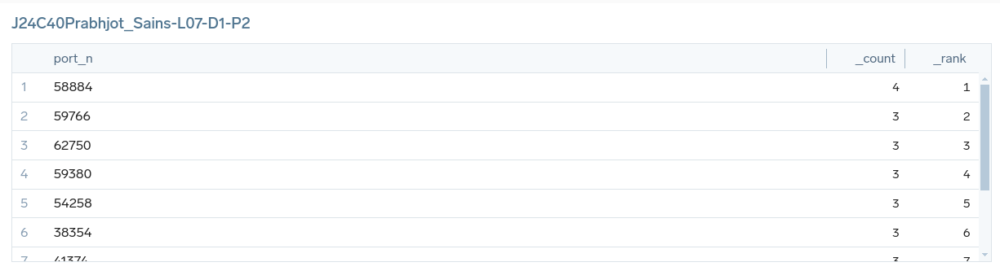 J24C40Prabhjot_Sains-L07-D1-P2
port_n _count _rank
1 58884 4 1
2 59766 3 2
3 62750 3 3
4 59380 3 4
5 54258 3 5
6 38354 3 6
7 41374 3 7